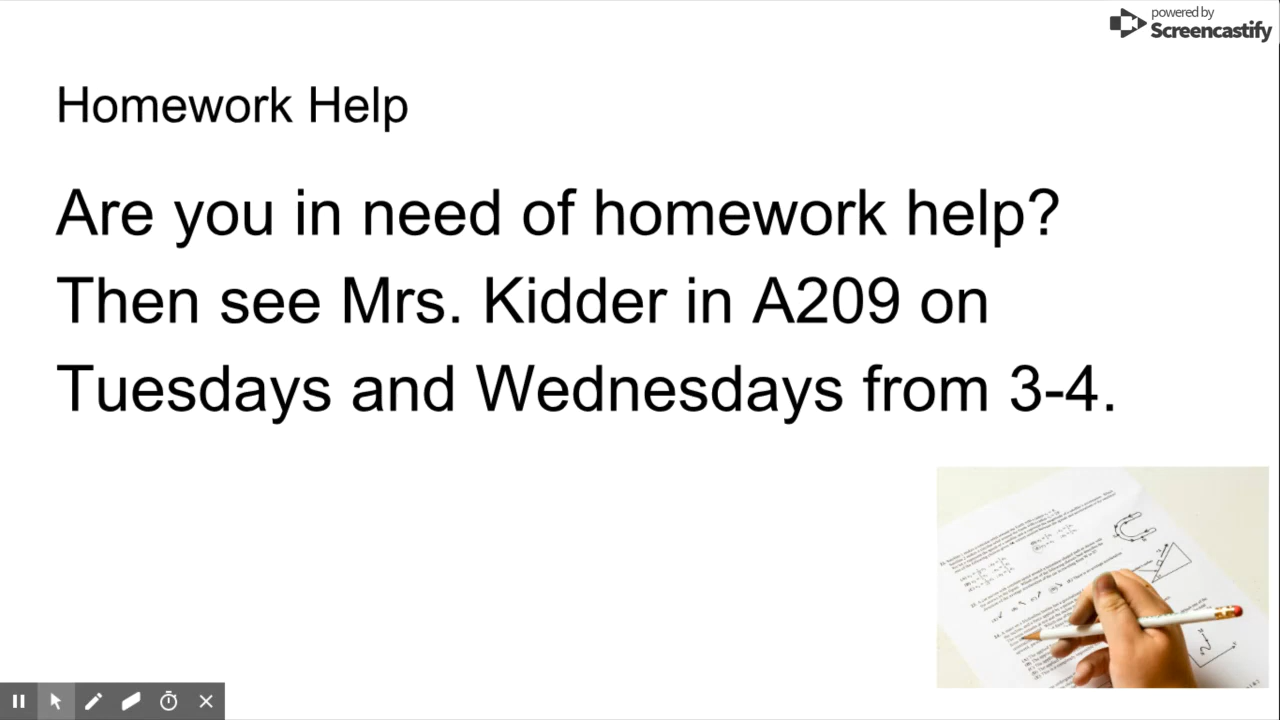 powered by
Screencastify
Homework Help
Are you in need of homework help?
Then see Mrs. Kidder in A209 on
Tuesdays and Wednesdays from 3-4.